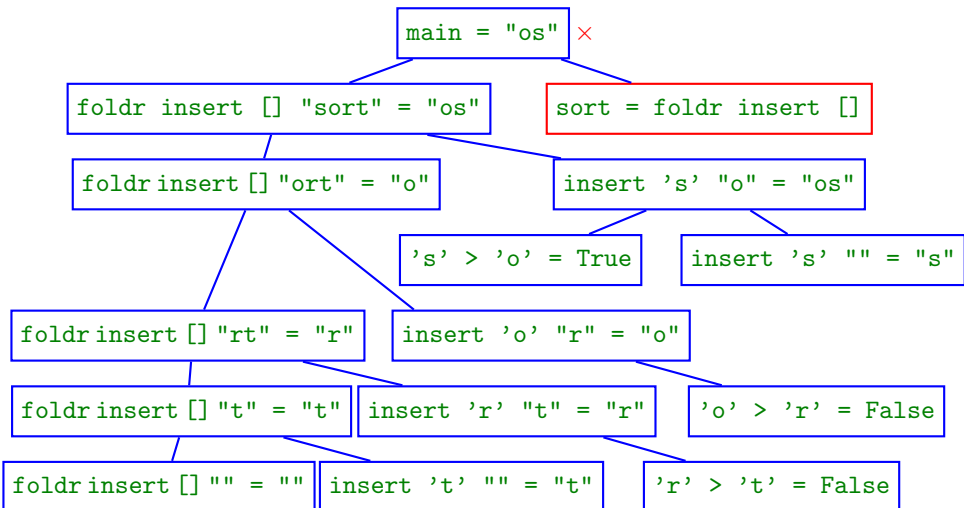 main = "os" ×
foldr insert [] "sort" = "os"
sort = foldr insert []
foldr insert [] "ort" = "o"
insert 's' "o" = "os"
's' > 'o' = True
insert 's' "" = "s"
foldr insert [] "rt" = "r"
insert 'o' "r" = "o"
foldr insert [] "t" = "t"
insert 'r' "t" = "r"
'o' > 'r' = False
foldr insert [] "" = ""
insert 't' "" = "t"
'r' > 't' = False